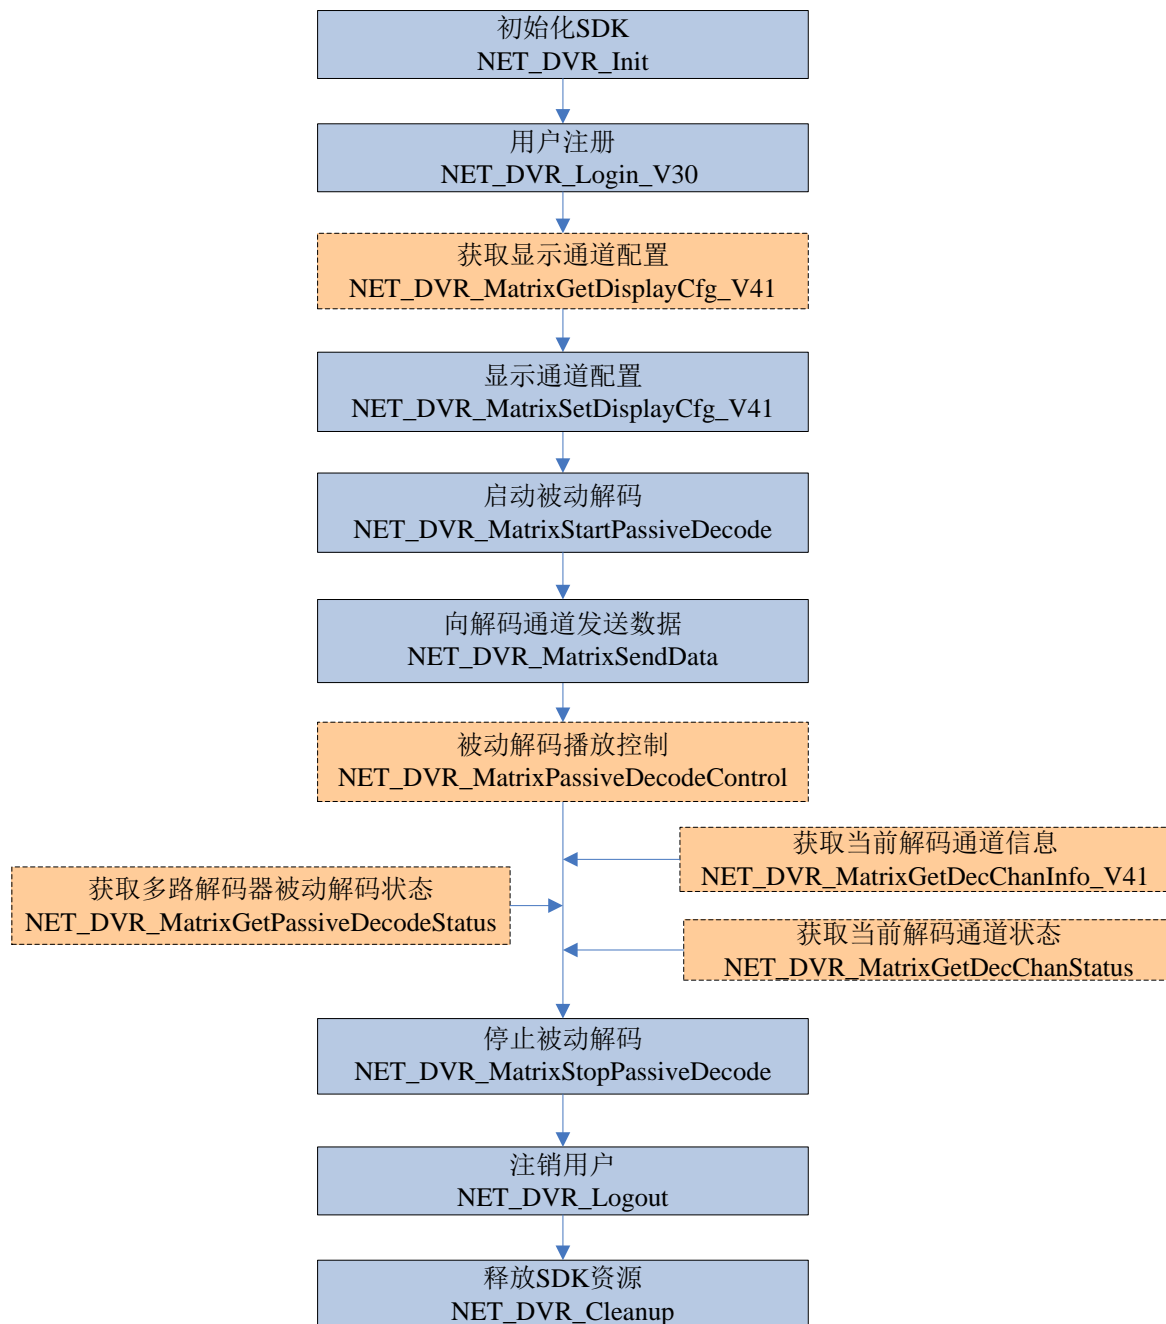 初始化SDK
NET_DVR_Init
用户注册
NET_DVR_Login_V30
获取显示通道配置
NET_DVR_MatrixGetDisplayCfg_V41
显示通道配置
NET_DVR_MatrixSetDisplayCfg_V41
启动被动解码
NET_DVR_MatrixStartPassiveDecode
向解码通道发送数据
NET_DVR_MatrixSendData
被动解码播放控制
NET_DVR_MatrixPassiveDecodeControl
获取当前解码通道信息
NET_DVR_MatrixGetDecChanInfo_V41
获取多路解码器被动解码状态
NET_DVR_MatrixGetPassiveDecodeStatus
获取当前解码通道状态
NET_DVR_MatrixGetDecChanStatus
停止被动解码
NET_DVR_MatrixStopPassiveDecode
注销用户
NET_DVR_Logout
释放SDK资源
NET_DVR_Cleanup